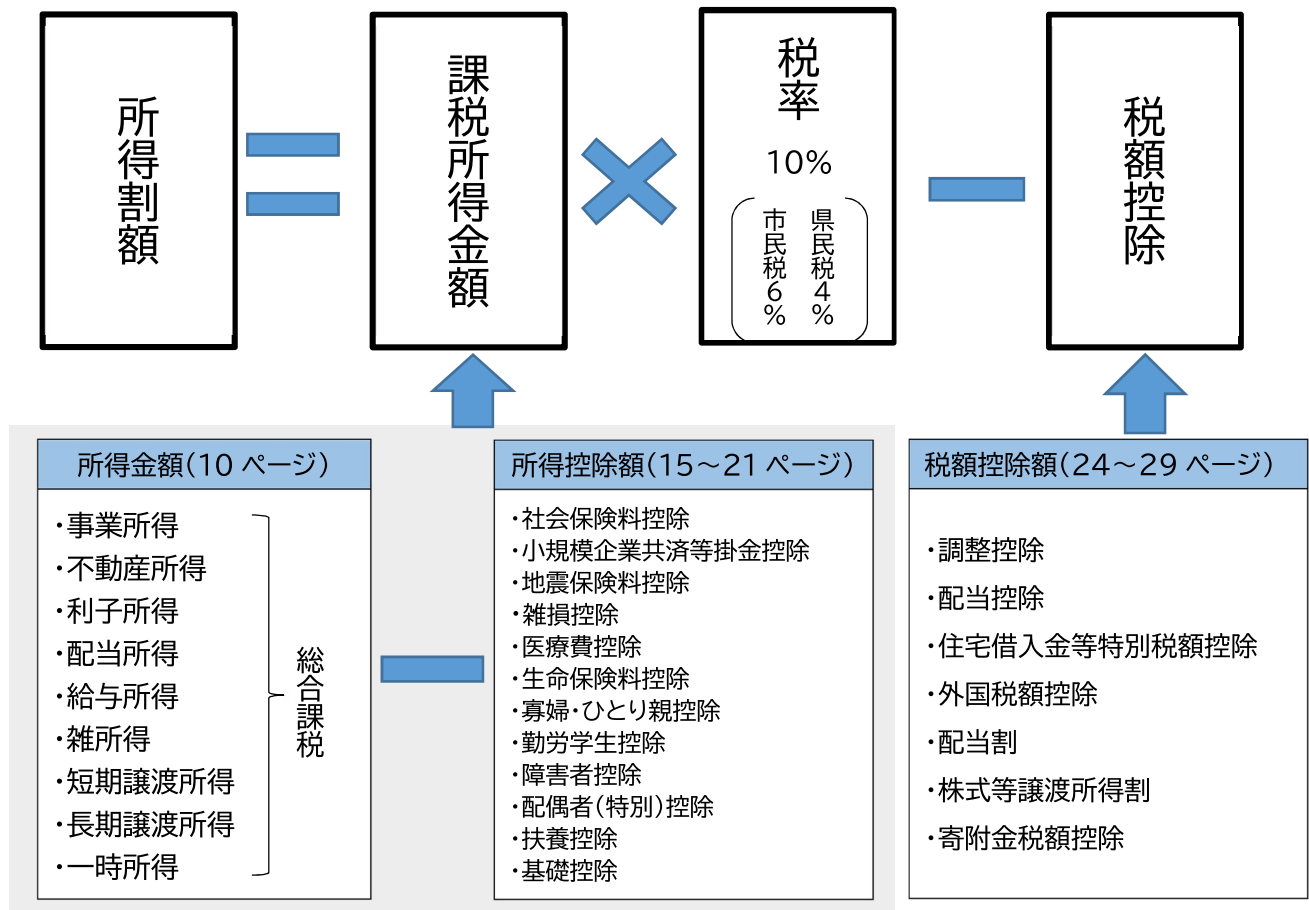 所得割額
課税所得金額
税率
10%
県民税4%
市民税6%
税額控除
所得金額(10 ページ)
・事業所得
・不動産所得
・利子所得
・配当所得
・給与所得
・雑所得
・短期譲渡所得
・長期譲渡所得
・一時所得
総合課税
所得控除額(15～21 ページ)
・社会保険料控除
・小規模企業共済等掛金控除
・地震保険料控除
・雑損控除
・医療費控除
・生命保険料控除
・寡婦・ひとり親控除
・勤労学生控除
・障害者控除
・配偶者(特別)控除
・扶養控除
・基礎控除
税額控除額(24～29 ページ)
・調整控除
・配当控除
・住宅借入金等特別税額控除
・外国税額控除
・配当割
・株式等譲渡所得割
・寄附金税額控除